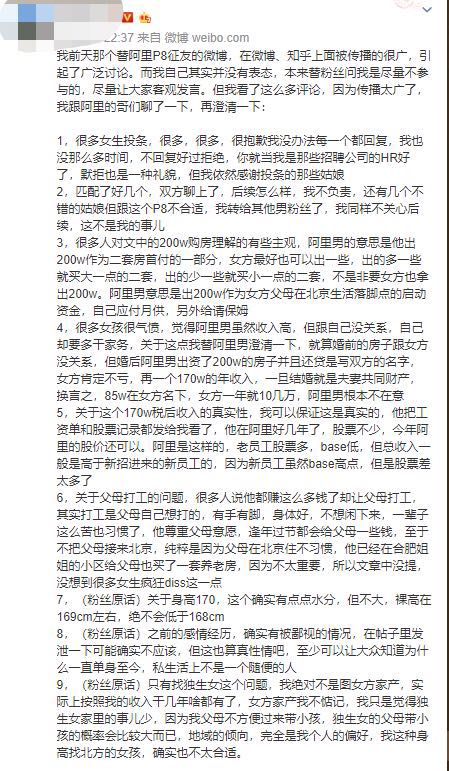 22:37 来自 微博 weibo.com
我前天那个替阿里P8征友的微博，在微博、知乎上面被传播的很广，引
起了广泛讨论。而我自己其实并没有表态，本来替粉丝问我是尽量不参
与的，尽量让大家客观发言。但我看了这么多评论，因为传播太广了，
我跟阿里的哥们聊了一下，再澄清一下：
1，很多女生投条，很多，很多，很抱歉我没办法每一个都回复，我也
没那么多时间，不回复好过拒绝，你就当我是那些招聘公司的HR好
了，默拒也是一种礼貌，但我依然感谢投条的那些姑娘
2，匹配了好几个，双方聊上了，后续怎么样，我不负责，还有几个不
错的姑娘但跟这个P8不合适，我转给其他男粉丝了，我同样不关心后
续，这不是我的事儿
3，很多人对文中的200w购房理解的有些主观，阿里男的意思是他出
200w作为二套房首付的一部分，女方最好也可以出一些，出的多一些
就买大一点的二套，出的少一些就买小一点的二套，不是非要女方也拿
出200w。阿里男意思是出200w作为女方父母在北京生活落脚点的启动
资金，自己应付月供，另外给请保姆
4，很多女孩很气愤，觉得阿里男虽然收入高，但跟自己没关系，自己
却要多干家务，关于这点我替阿里男澄清一下，就算婚前的房子跟女方
没关系，但婚后阿里男出资了200w的房子并且还贷是写双方的名字，
女方肯定不亏，再一个170w的年收入，一旦结婚就是夫妻共同财产，
换言之，85w在女方名下，女方一年就10几万，阿里男根本不在意
5，关于这个170w税后收入的真实性，我可以保证这是真实的，他把工
资单和股票记录都发给我看了，他在阿里好几年了，股票不少，今年阿
里的股价还可以。阿里是这样的，老员工股票多，base低，但总收入一
般是高于新招进来的新员工的，因为新员工虽然base高点，但是股票差
太多了
6，关于父母打工的问题，很多人说他都赚这么多钱了却让父母打工，
其实打工是父母自己想打的，有手有脚，身体好，不想闲下来，一辈子
这么苦也习惯了，他尊重父母意愿，逢年过节都会给父母一些钱，至于
不把父母接来北京，纯粹是因为父母在北京住不习惯，他已经在合肥姐
姐的小区给父母也买了一套养老房，因为不太重要，所以文章中没提，
没想到很多女生疯狂diss这一点
7，（粉丝原话）关于身高170，这个确实有点点水分，但不大，裸高在
169cm左右，绝不会低于168cm
8，（粉丝原话）之前的感情经历，确实有被鄙视的情况，在帖子里发
泄一下可能确实不应该，但这也算真性情吧，至少可以让大众知道为什
么一直单身至今，私生活上不是一个随便的人
9，（粉丝原话）只有找独生女这个问题，我绝对不是图女方家产，实
际上按照我的收入干几年啥都有了，女方家产我不惦记，我只是觉得独
生女家里的事儿少，因为我父母不方便过来带小孩，独生女的父母带小
孩的概率会比较大而已，地域的倾向，完全是我个人的偏好，我这种身
高找北方的女孩，确实也不太合适。